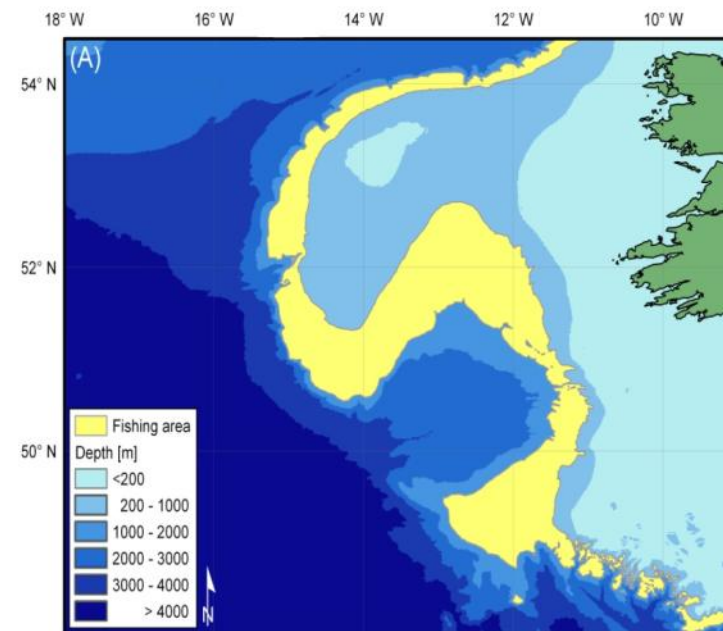 18° W 16° W 14° W 12° W 10° W
(A)
54° N
52° N
50° N
Fishing area
Depth [m]
<200
200 - 1000
1000 - 2000
2000 - 3000
3000 - 4000
> 4000
N